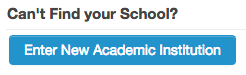 Can't Find your School?
Enter New Academic Institution